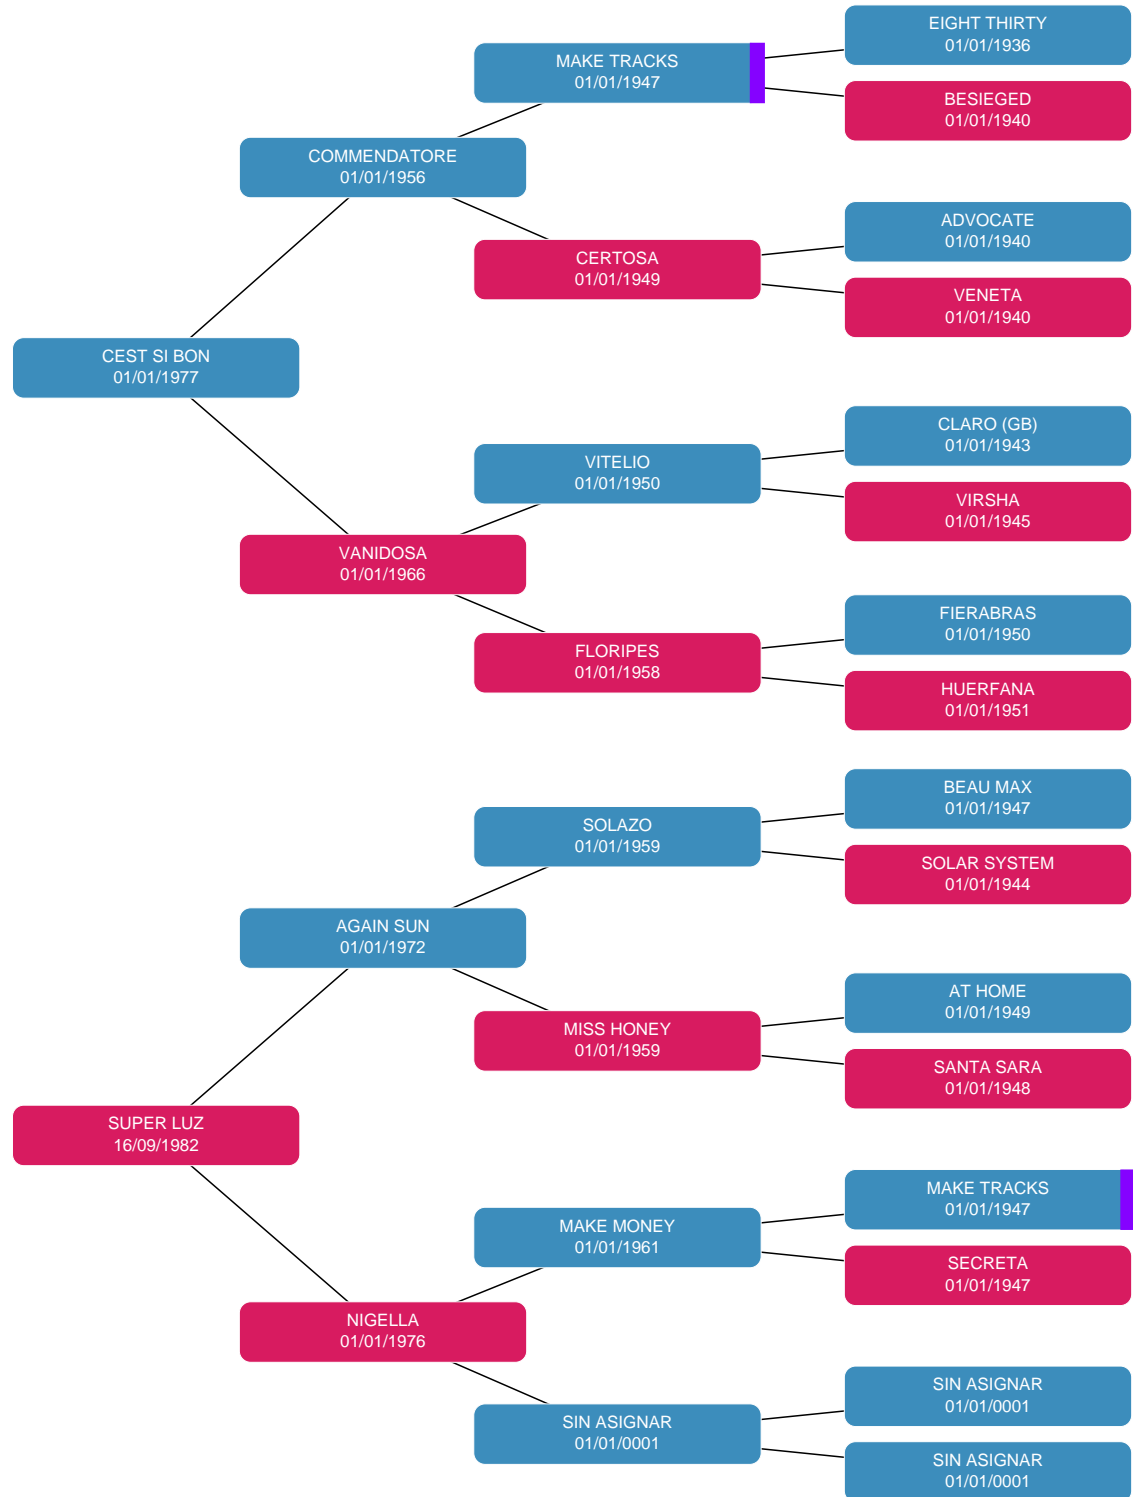 EIGHT THIRTY
01/01/1936
MAKE TRACKS
01/01/1947
BESIEGED
01/01/1940
COMMENDATORE
01/01/1956
ADVOCATE
01/01/1940
CERTOSA
01/01/1949
VENETA
01/01/1940
CEST SI BON
01/01/1977
CLARO (GB)
01/01/1943
VITELIO
01/01/1950
VIRSHA
01/01/1945
VANIDOSA
01/01/1966
FIERABRAS
01/01/1950
FLORIPES
01/01/1958
HUERFANA
01/01/1951
BEAU MAX
01/01/1947
SOLAZO
01/01/1959
SOLAR SYSTEM
01/01/1944
AGAIN SUN
01/01/1972
AT HOME
01/01/1949
MISS HONEY
01/01/1959
SANTA SARA
01/01/1948
SUPER LUZ
16/09/1982
MAKE TRACKS
01/01/1947
MAKE MONEY
01/01/1961
SECRETA
01/01/1947
NIGELLA
01/01/1976
SIN ASIGNAR
01/01/0001
SIN ASIGNAR
01/01/0001
SIN ASIGNAR
01/01/0001